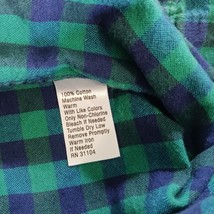 100% Cotton
Machine Wash
Warm
With Like Colors
Only Non-Chlorine
Bleach if Needed
Tumble Dry Low
Remove Promptly
Warm Iron
if Needed
RN 31104